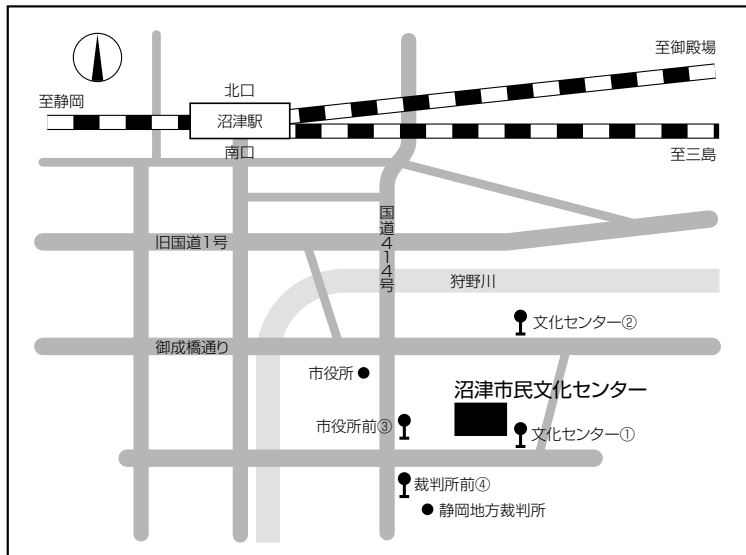 至御殿場
北口
至静岡
沼津駅
南口
至三島
国道414号
旧国道1号
狩野川
文化センター②
御成橋通り
市役所
沼津市民文化センター
市役所前③
文化センター①
裁判所前④
静岡地方裁判所